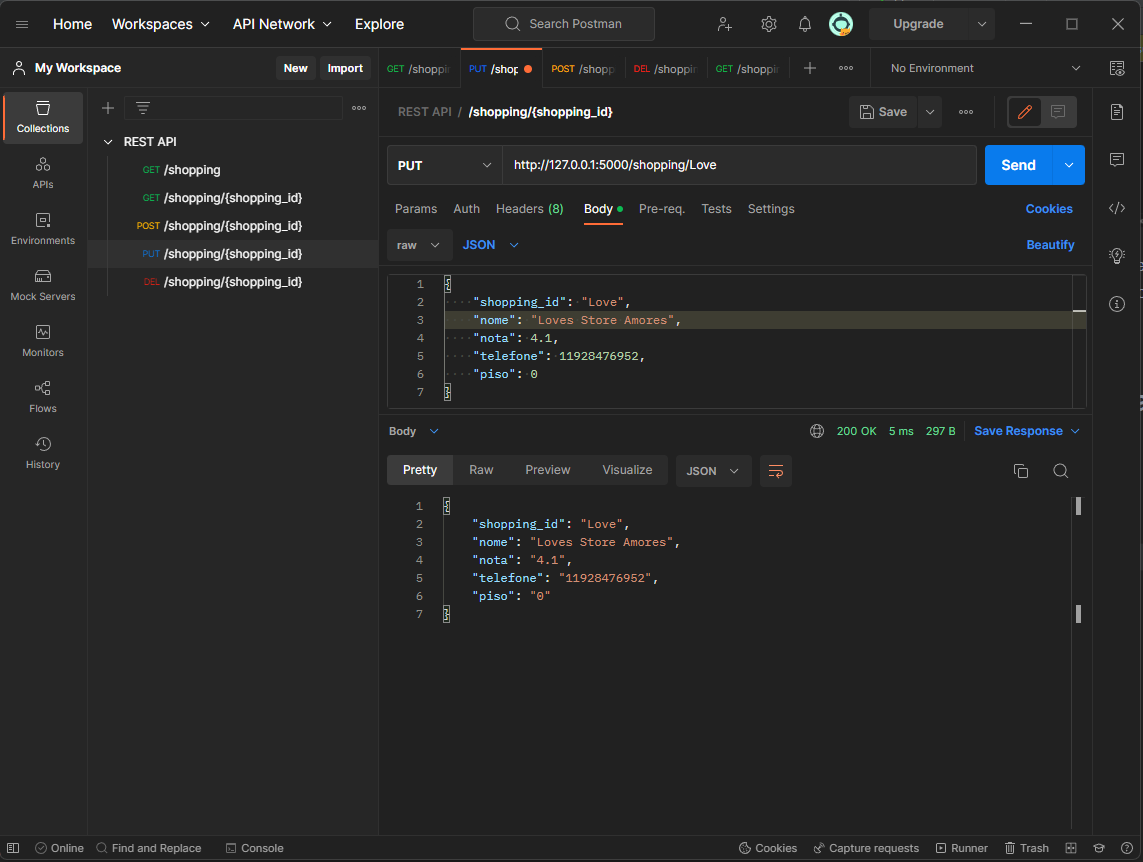 Home Workspaces API Network Explore Search Postman Upgrade
My Workspace New Import GET /shoppi PUT /shop POST /shopp DEL /shoppi GET /shoppi No Environment
Collections
APIs
Environments
Mock Servers
Monitors
Flows
History
REST API
GET /shopping
GET /shopping/{shopping_id}
POST /shopping/{shopping_id}
PUT /shopping/{shopping_id}
DEL /shopping/{shopping_id}
REST API / /shopping/{shopping_id} Save
PUT http://127.0.0.1:5000/shopping/Love Send
Params Auth Headers (8) Body Pre-req. Tests Settings Cookies
raw JSON Beautify
1 {
2 "shopping_id": "Love",
3 "nome": "Loves Store Amores",
4 "nota": 4.1,
5 "telefone": 11928476952,
6 "piso": 0
7 }
Body 200 OK 5 ms 297 B Save Response
Pretty Raw Preview Visualize JSON
1 {
2 "shopping_id": "Love",
3 "nome": "Loves Store Amores",
4 "nota": "4.1",
5 "telefone": "11928476952",
6 "piso": "0"
7 }
Online Find and Replace Console Cookies Capture requests Runner Trash